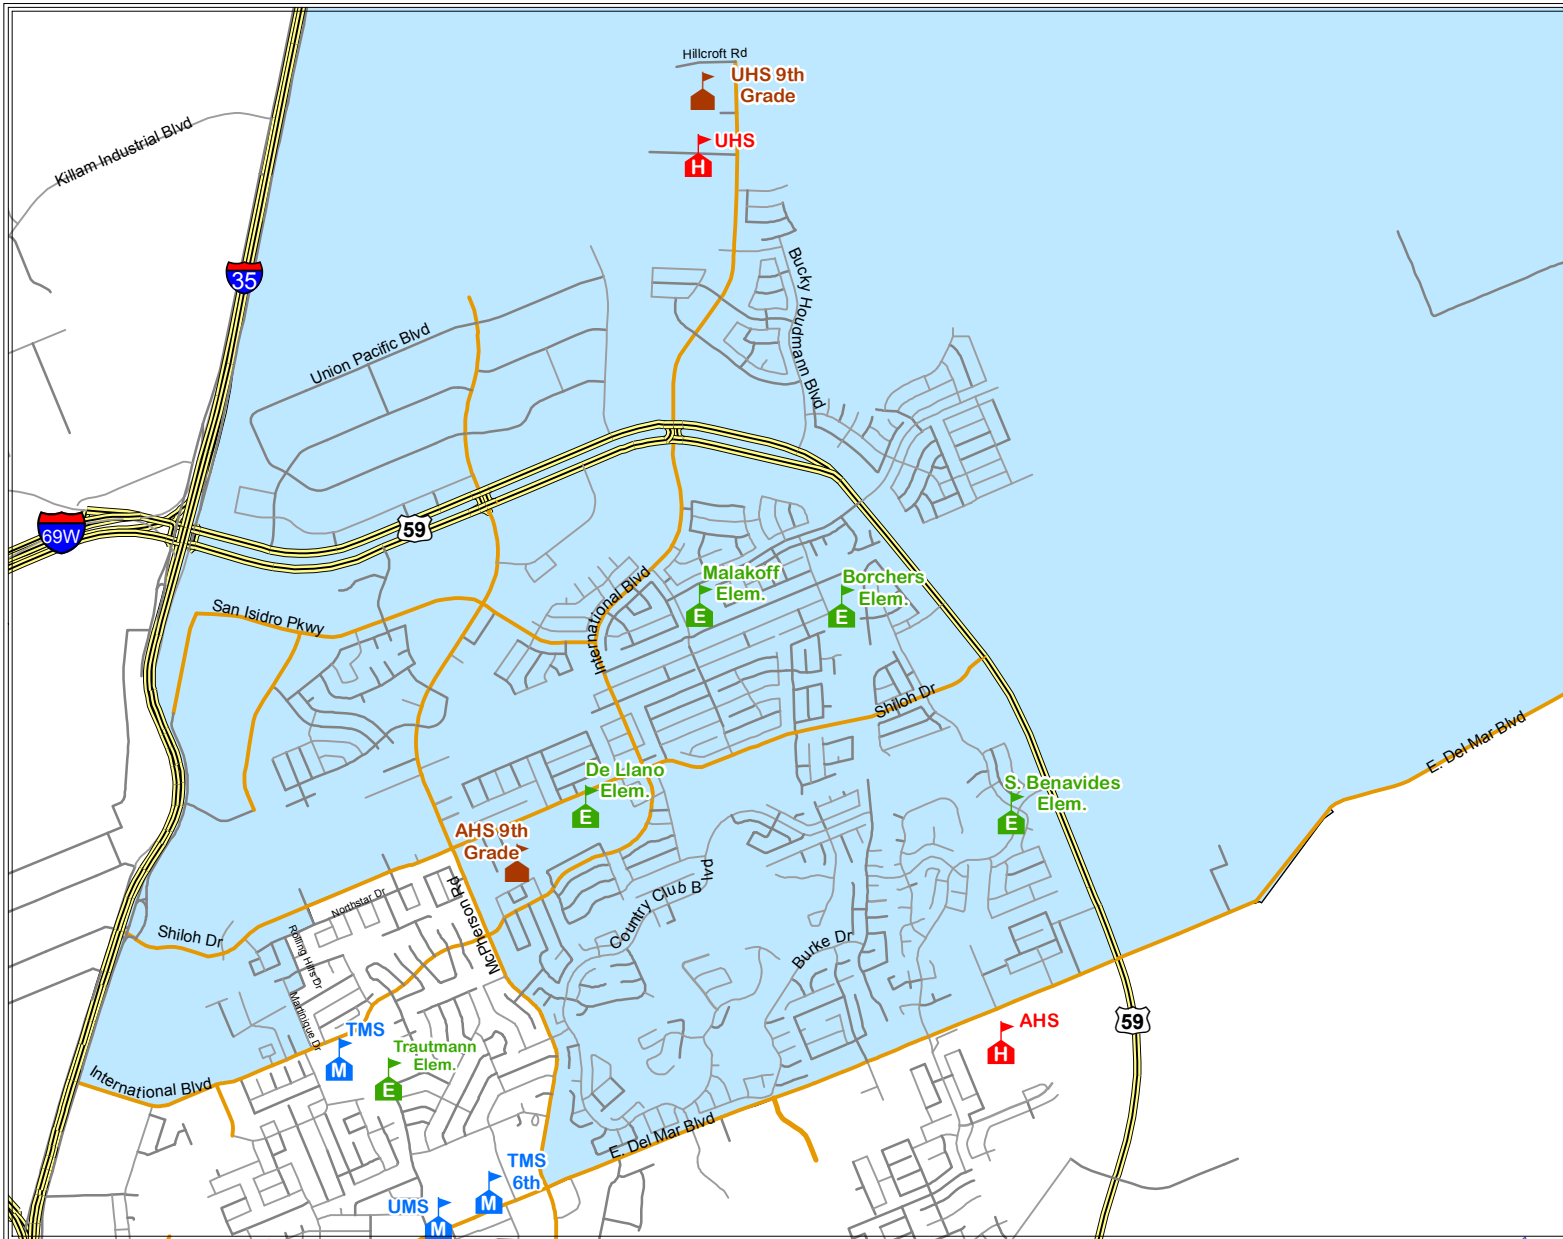 Hillcroft Rd
UHS 9th
Grade
UHS
H
Killam Industrial Blvd
35
Bucky Houdmann Blvd
Union Pacific Blvd
59
69W
Malakoff
Elem.
E
Borchers
Elem.
E
International Blvd
San Isidro Pkwy
Shiloh Dr
E. Del Mar Blvd
De Llano
Elem.
E
S. Benavides
Elem.
E
AHS 9th
Grade
McPherson Rd
Northstar Dr
Country Club Blvd
Shiloh Dr
Rolling Hills Dr
Burke Dr
Martinique Dr
TMS
M
AHS
H
59
Trautmann
Elem.
E
International Blvd
E. Del Mar Blvd
TMS
6th
M
UMS
M